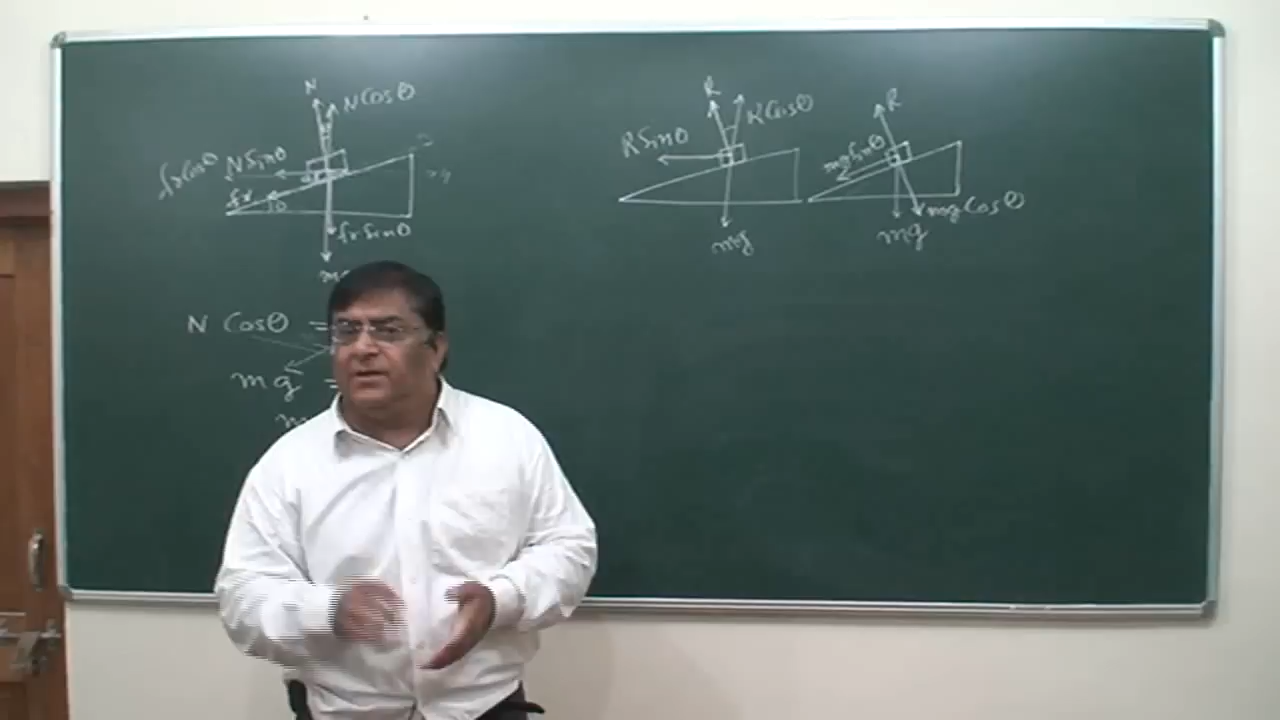 N
N Cosθ
fr Cosθ N Sinθ
fr
θ
fr Sinθ
N Cosθ =
mg =
R
R Cosθ
R Sinθ
mg
R
mg Sinθ
mg Cosθ
mg